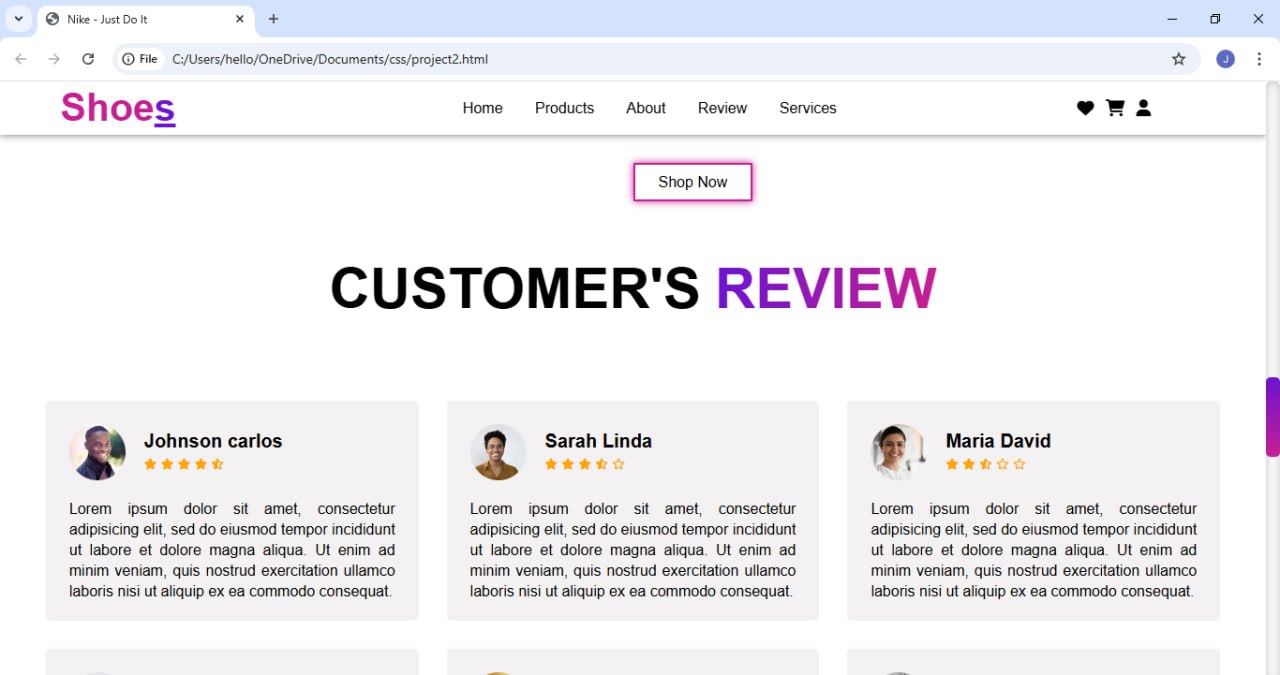 Nike - Just Do It
File C:/Users/hello/OneDrive/Documents/css/project2.html J
Shoes Home Products About Review Services
Shop Now
CUSTOMER'S REVIEW
Johnson carlos
Lorem ipsum dolor sit amet, consectetur
adipisicing elit, sed do eiusmod tempor incididunt
ut labore et dolore magna aliqua. Ut enim ad
minim veniam, quis nostrud exercitation ullamco
laboris nisi ut aliquip ex ea commodo consequat.
Sarah Linda
Lorem ipsum dolor sit amet, consectetur
adipisicing elit, sed do eiusmod tempor incididunt
ut labore et dolore magna aliqua. Ut enim ad
minim veniam, quis nostrud exercitation ullamco
laboris nisi ut aliquip ex ea commodo consequat.
Maria David
Lorem ipsum dolor sit amet, consectetur
adipisicing elit, sed do eiusmod tempor incididunt
ut labore et dolore magna aliqua. Ut enim ad
minim veniam, quis nostrud exercitation ullamco
laboris nisi ut aliquip ex ea commodo consequat.